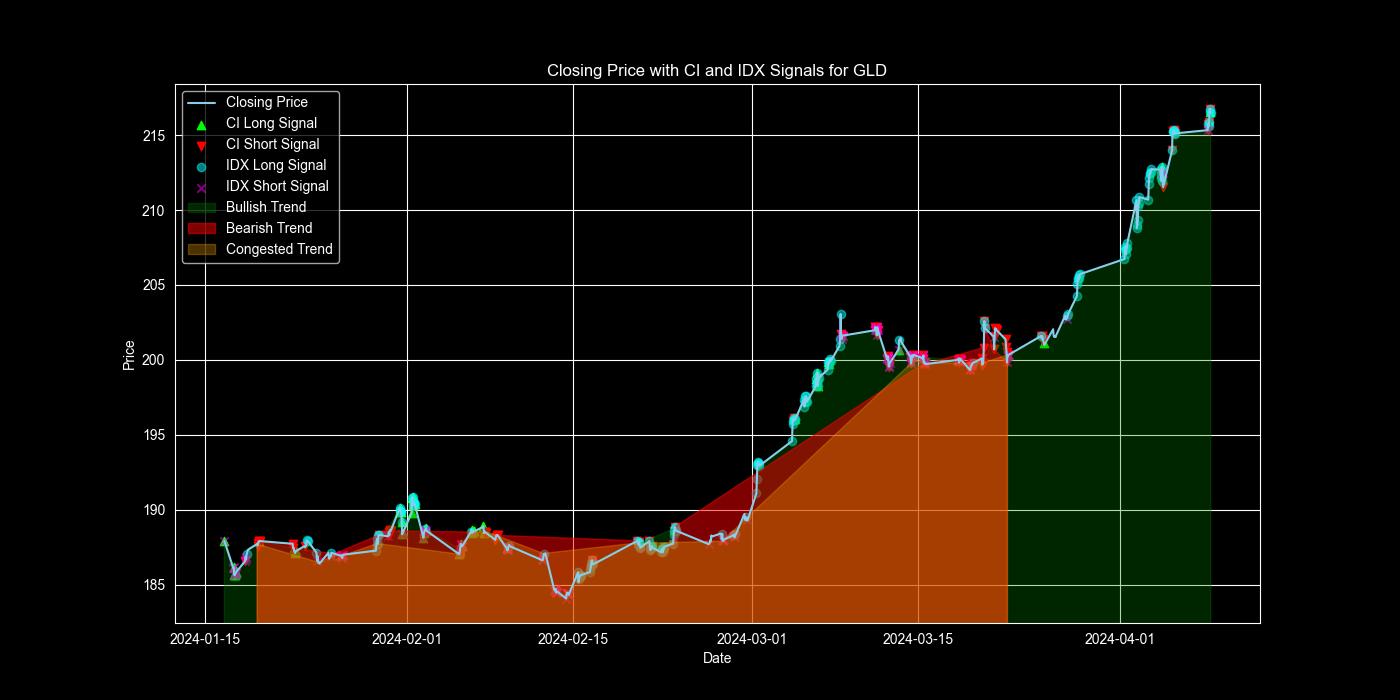 Closing Price with CI and IDX Signals for GLD
Closing Price
CI Long Signal
CI Short Signal
IDX Long Signal
IDX Short Signal
Bullish Trend
Bearish Trend
Congested Trend
Price
215
210
205
200
195
190
185
2024-01-15
2024-02-01
2024-02-15
2024-03-01
2024-03-15
2024-04-01
Date